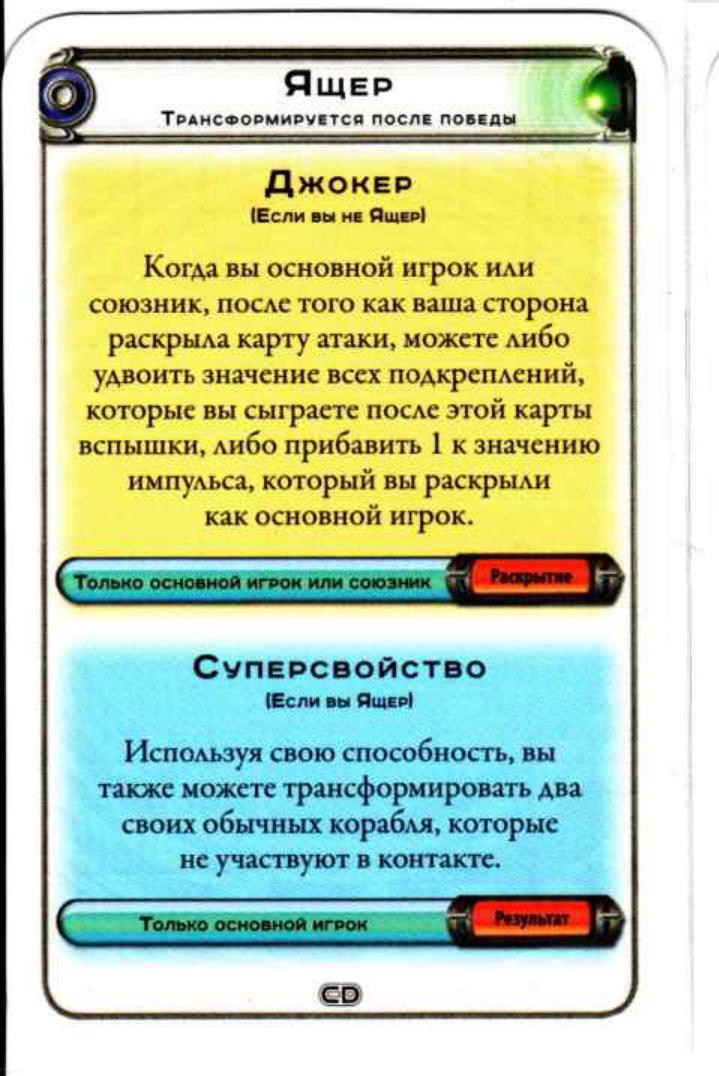 Ящер
Трансформируется после победы
Джокер
(Если вы не Ящер)
Когда вы основной игрок или
союзник, после того как ваша сторона
раскрыла карту атаки, можете либо
удвоить значение всех подкреплений,
которые вы сыграете после этой карты
вспышки, либо прибавить 1 к значению
импульса, который вы раскрыли
как основной игрок.
Только основной игрок или союзник Раскрытие
Суперсвойство
(Если вы Ящер)
Используя свою способность, вы
также можете трансформировать два
своих обычных корабля, которые
не участвуют в контакте.
Только основной игрок Результат
CD